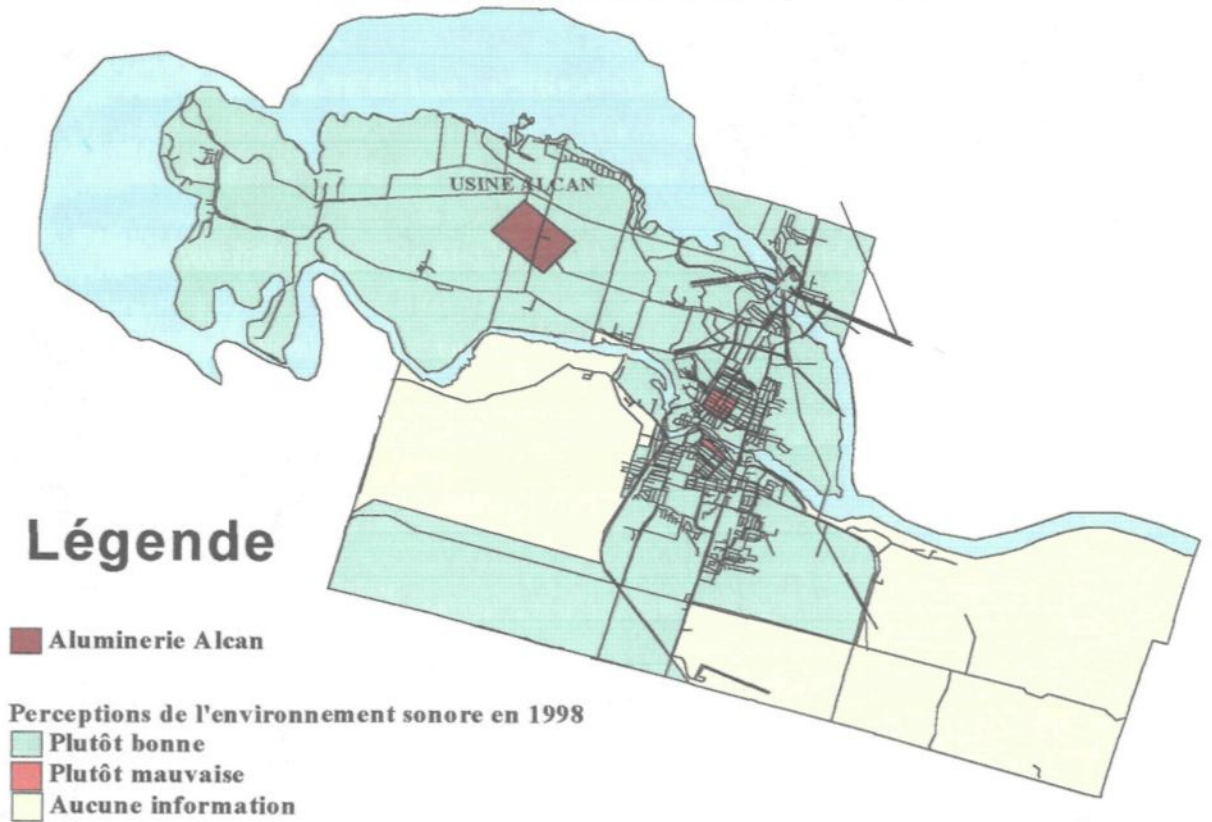 USINE ALCAN
Légende
Aluminerie Alcan
Perceptions de l'environnement sonore en 1998
Plutôt bonne
Plutôt mauvaise
Aucune information